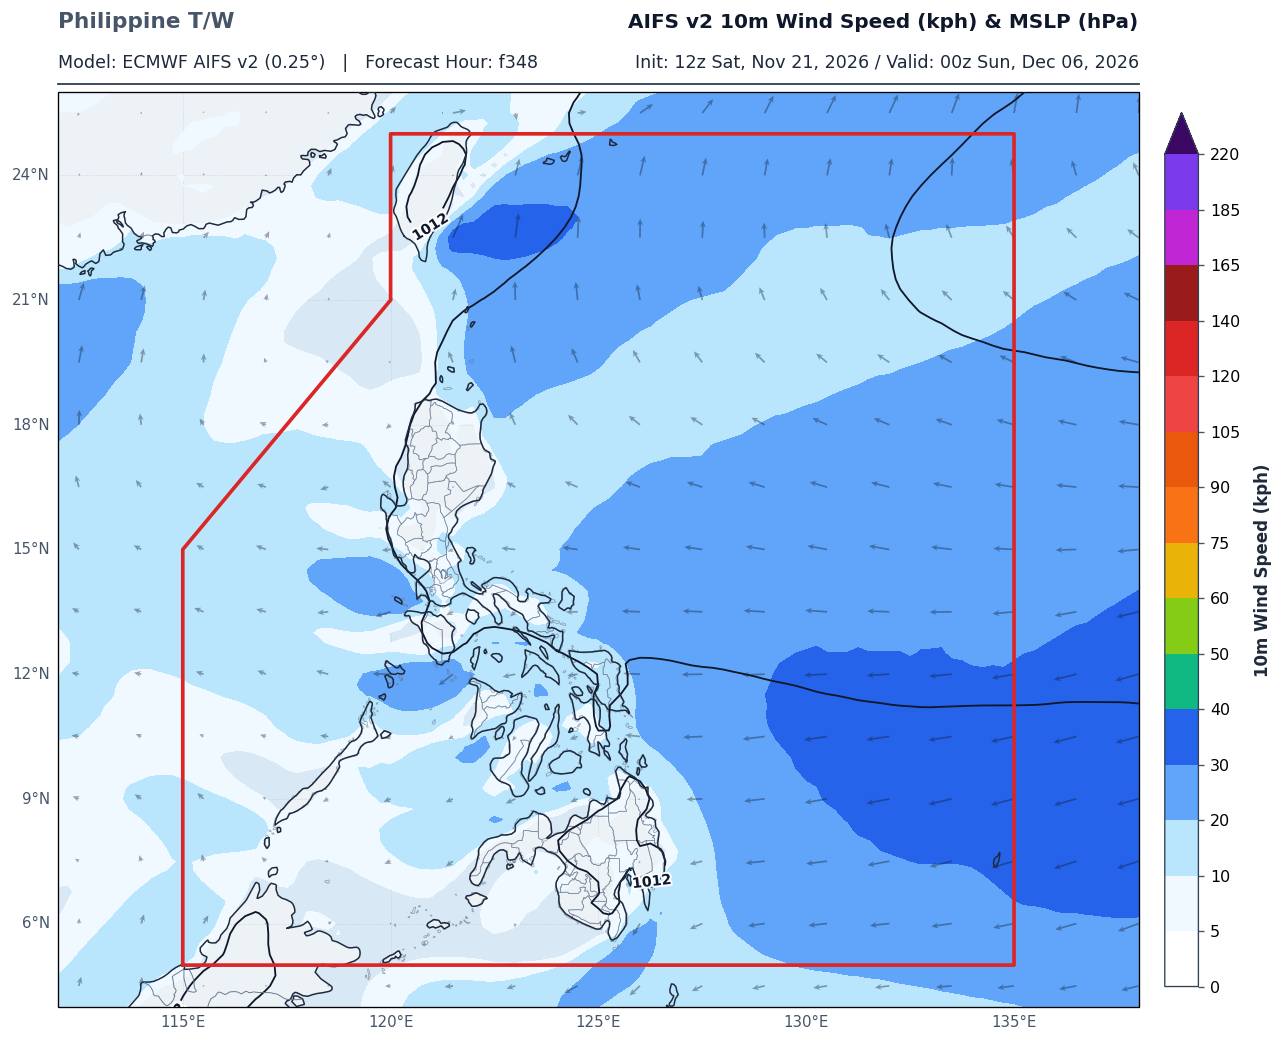 Philippine T/W
AIFS v2 10m Wind Speed (kph) & MSLP (hPa)
Model: ECMWF AIFS v2 (0.25°) | Forecast Hour: f348
Init: 12z Sat, Nov 21, 2026 / Valid: 00z Sun, Dec 06, 2026
24°N
21°N
18°N
15°N
12°N
9°N
6°N
115°E
120°E
125°E
130°E
135°E
1012
1012
220
185
165
140
120
105
90
75
60
50
40
30
20
10
5
0
10m Wind Speed (kph)